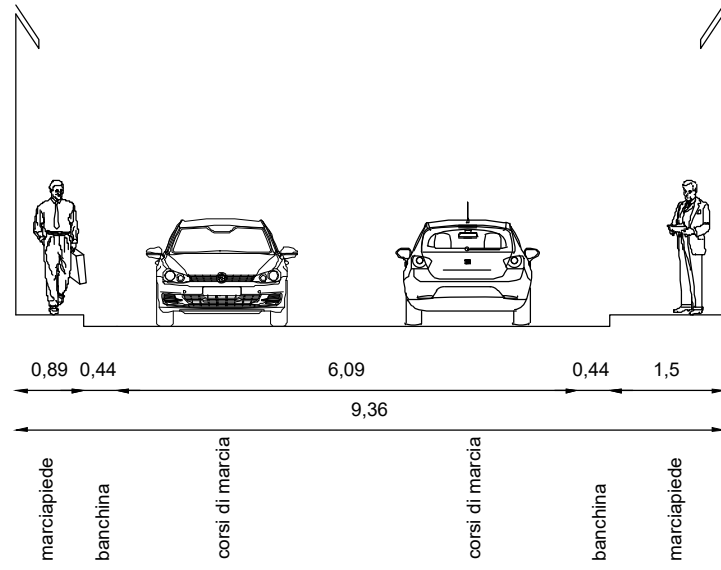 0,89 0,44 6,09 0,44 1,5
9,36
marciapiede
banchina
corsi di marcia
corsi di marcia
banchina
marciapiede